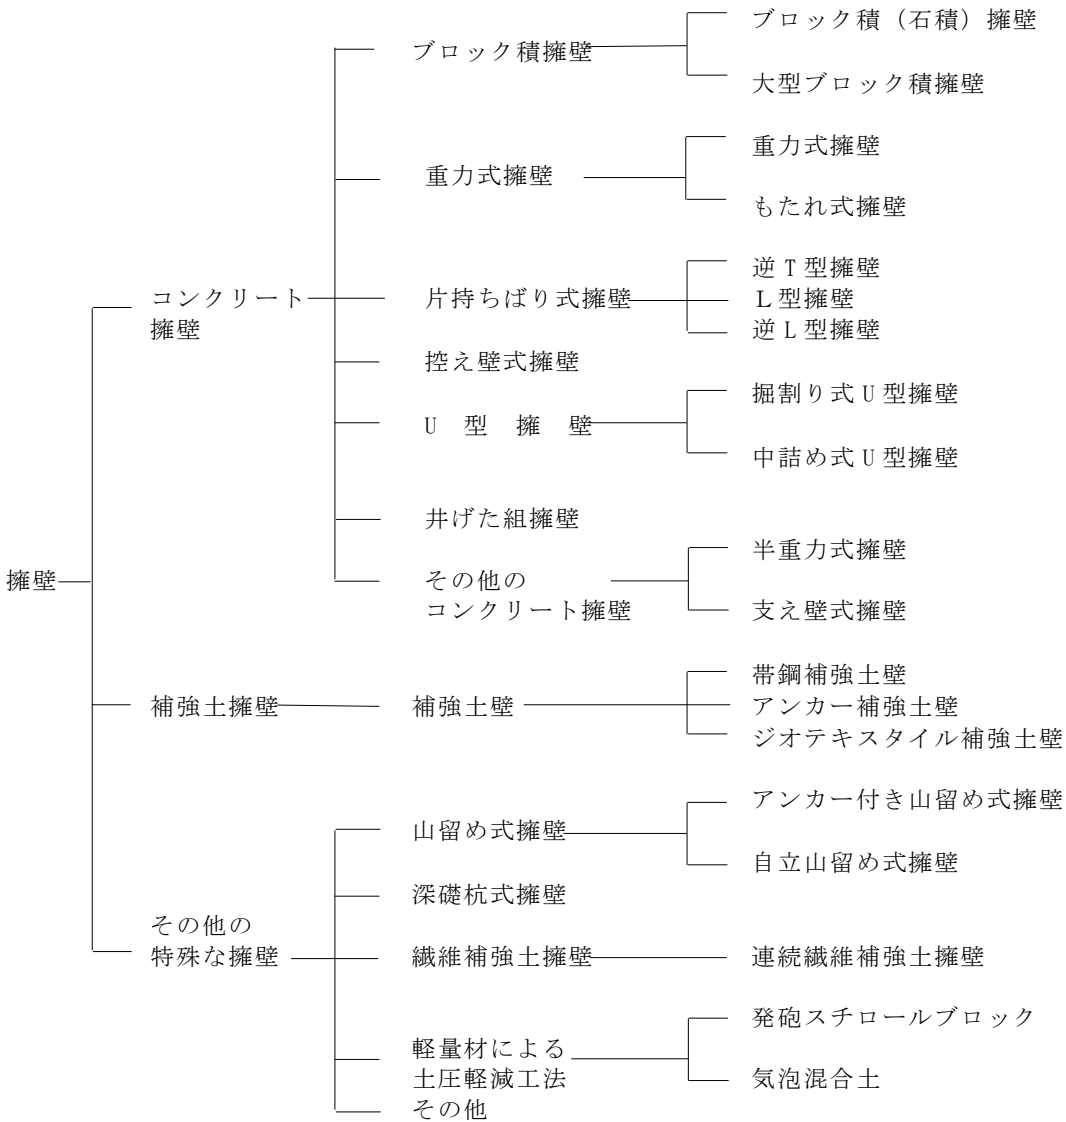 ブロック積(石積)擁壁
ブロック積擁壁
大型ブロック積擁壁
重力式擁壁
重力式擁壁
もたれ式擁壁
逆T型擁壁
コンクリート
擁壁
片持ちばり式擁壁
L型擁壁
逆L型擁壁
控え壁式擁壁
掘割り式U型擁壁
U 型 擁 壁
中詰め式U型擁壁
井げた組擁壁
半重力式擁壁
擁壁
その他の
コンクリート擁壁
支え壁式擁壁
帯鋼補強土壁
補強土擁壁
補強土壁
アンカー補強土壁
ジオテキスタイル補強土壁
アンカー付き山留め式擁壁
山留め式擁壁
自立山留め式擁壁
深礎杭式擁壁
その他の
特殊な擁壁
繊維補強土擁壁
連続繊維補強土擁壁
発砲スチロールブロック
軽量材による
土圧軽減工法
気泡混合土
その他